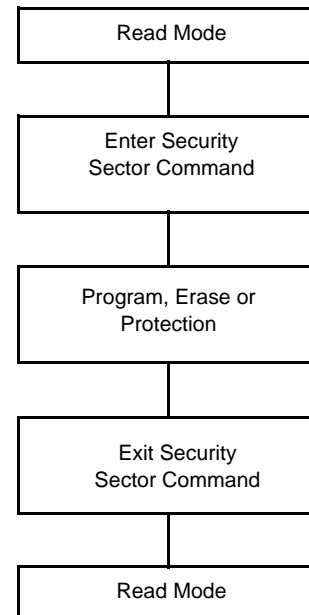 Read Mode
Enter Security
Sector Command
Program, Erase or
Protection
Exit Security
Sector Command
Read Mode